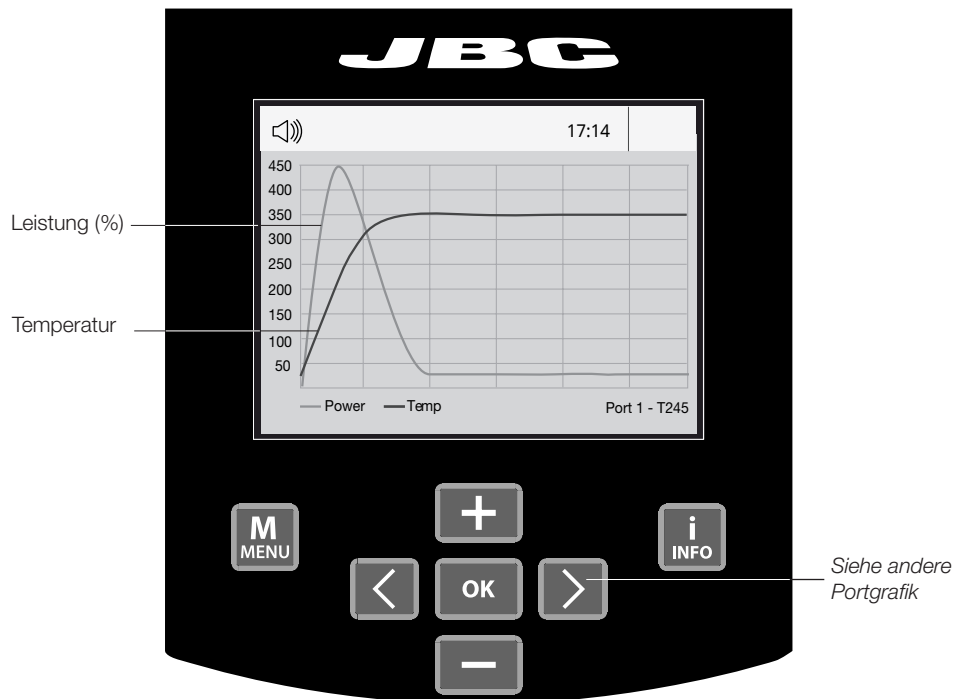 JBC
17:14
450
400
350
300
250
200
150
100
50
Leistung (%)
Temperatur
Power
Temp
Port 1 - T245
M
MENU
+
i
INFO
<
OK
>
Siehe andere
Portgrafik
−